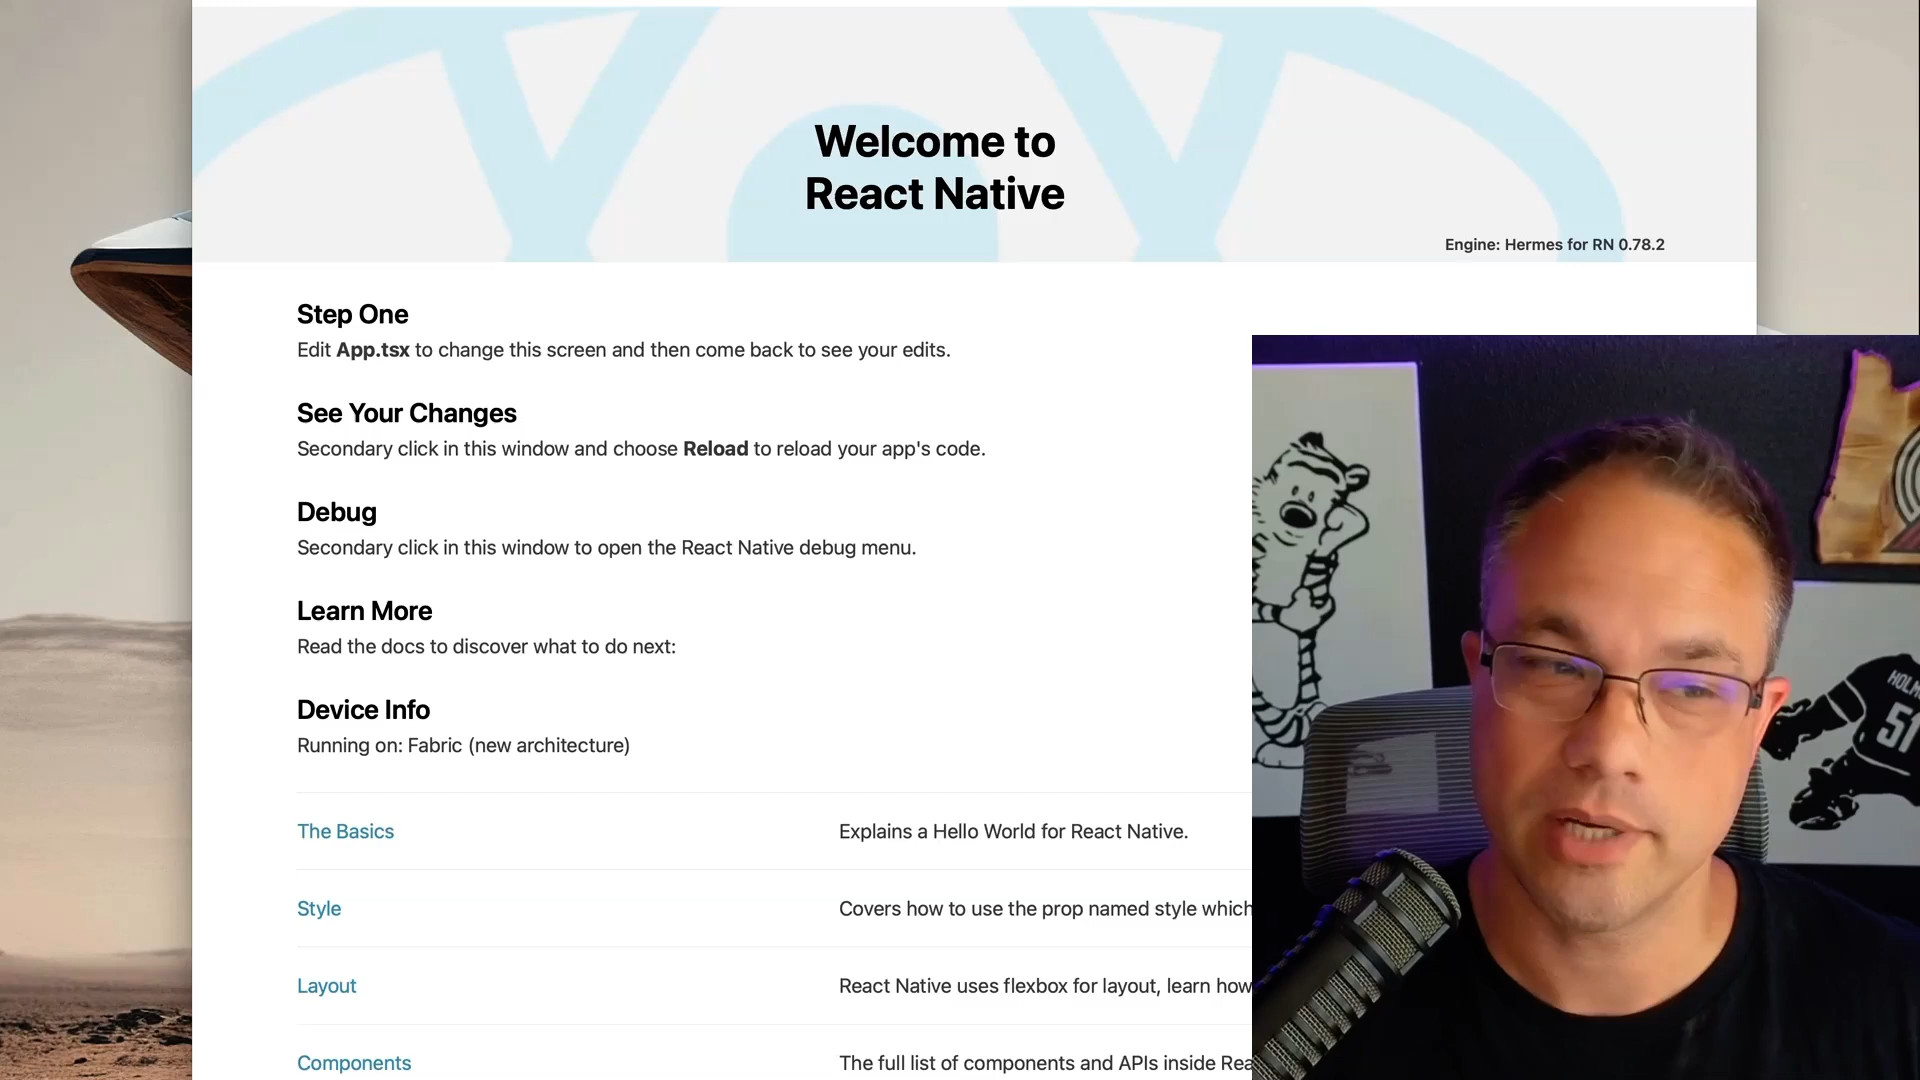 Welcome to
React Native
Engine: Hermes for RN 0.78.2
Step One
Edit App.tsx to change this screen and then come back to see your edits.
See Your Changes
Secondary click in this window and choose Reload to reload your app's code.
Debug
Secondary click in this window to open the React Native debug menu.
Learn More
Read the docs to discover what to do next:
Device Info
Running on: Fabric (new architecture)
The Basics
Explains a Hello World for React Native.
Style
Covers how to use the prop named style which
Layout
React Native uses flexbox for layout, learn how
Components
The full list of components and APIs inside Rea
51